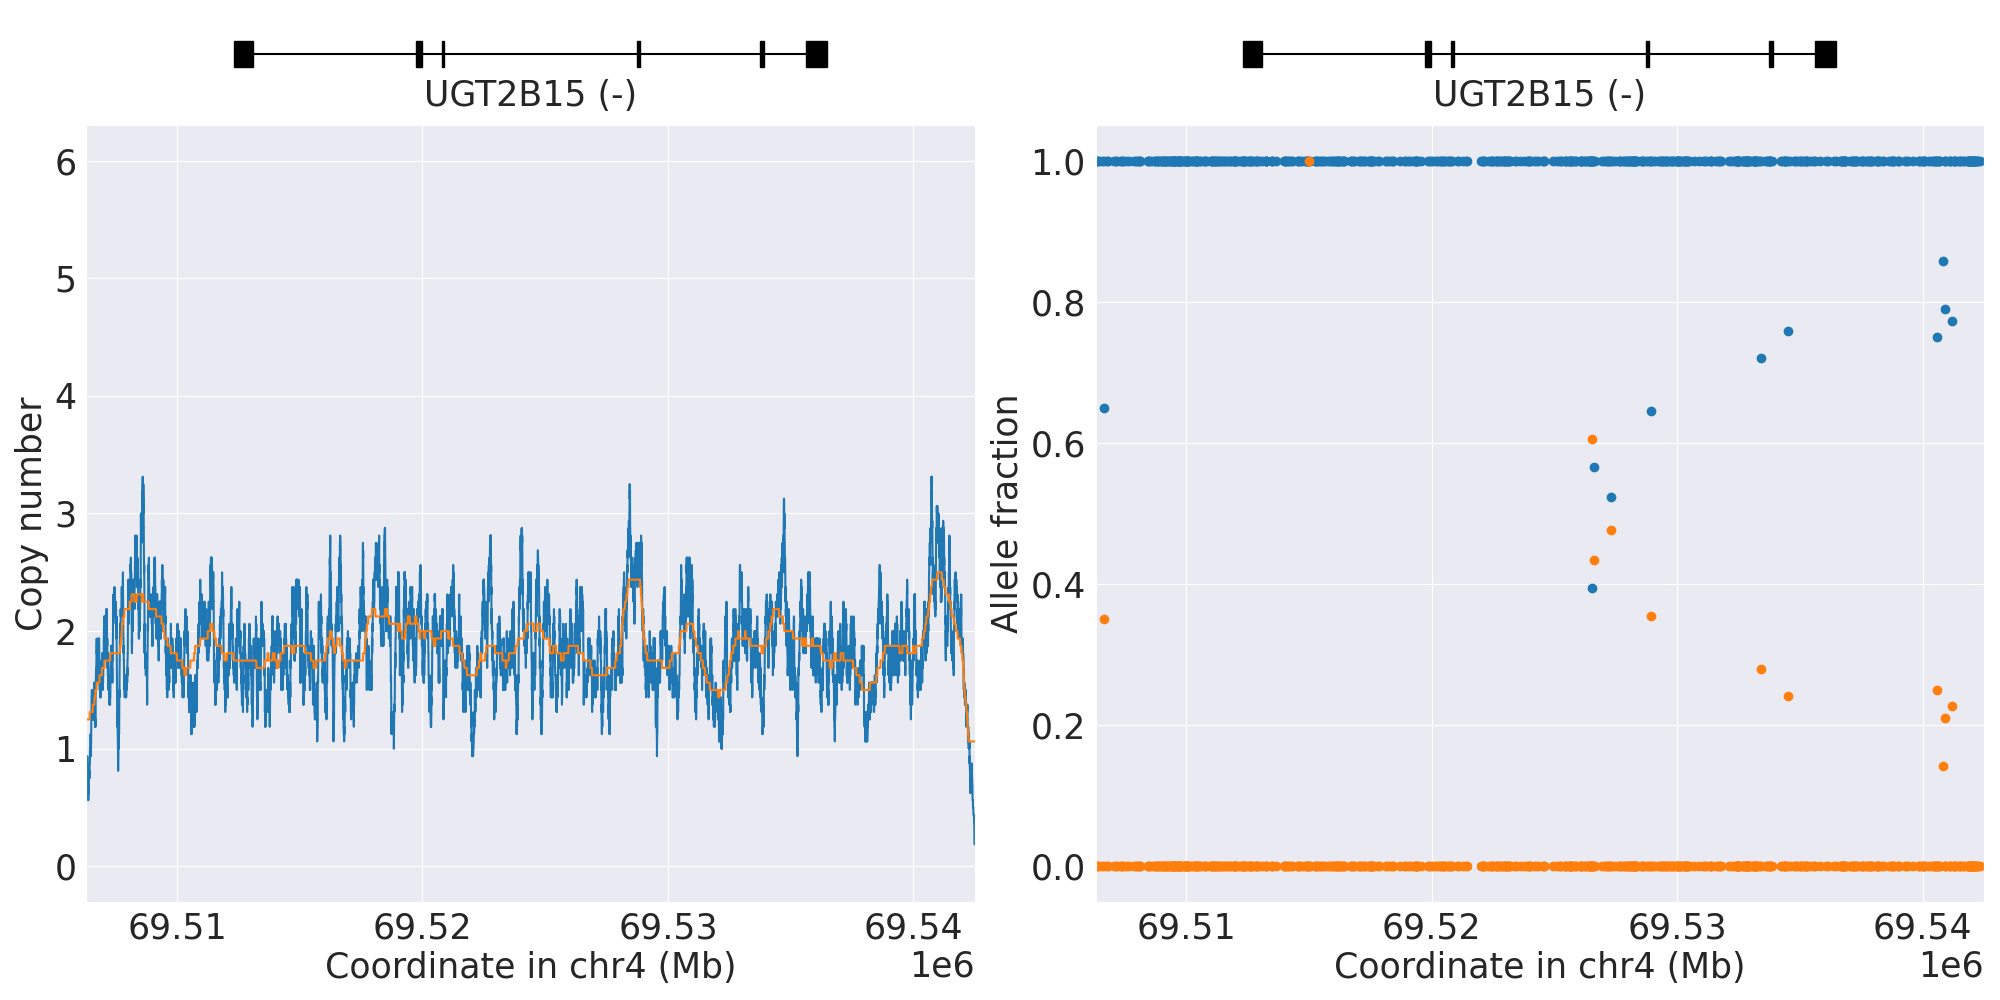 UGT2B15 (-)
6
5
4
3
2
1
0
Copy number
69.51 69.52 69.53 69.54
Coordinate in chr4 (Mb) 1e6
UGT2B15 (-)
1.0
0.8
0.6
0.4
0.2
0.0
Allele fraction
69.51 69.52 69.53 69.54
Coordinate in chr4 (Mb) 1e6